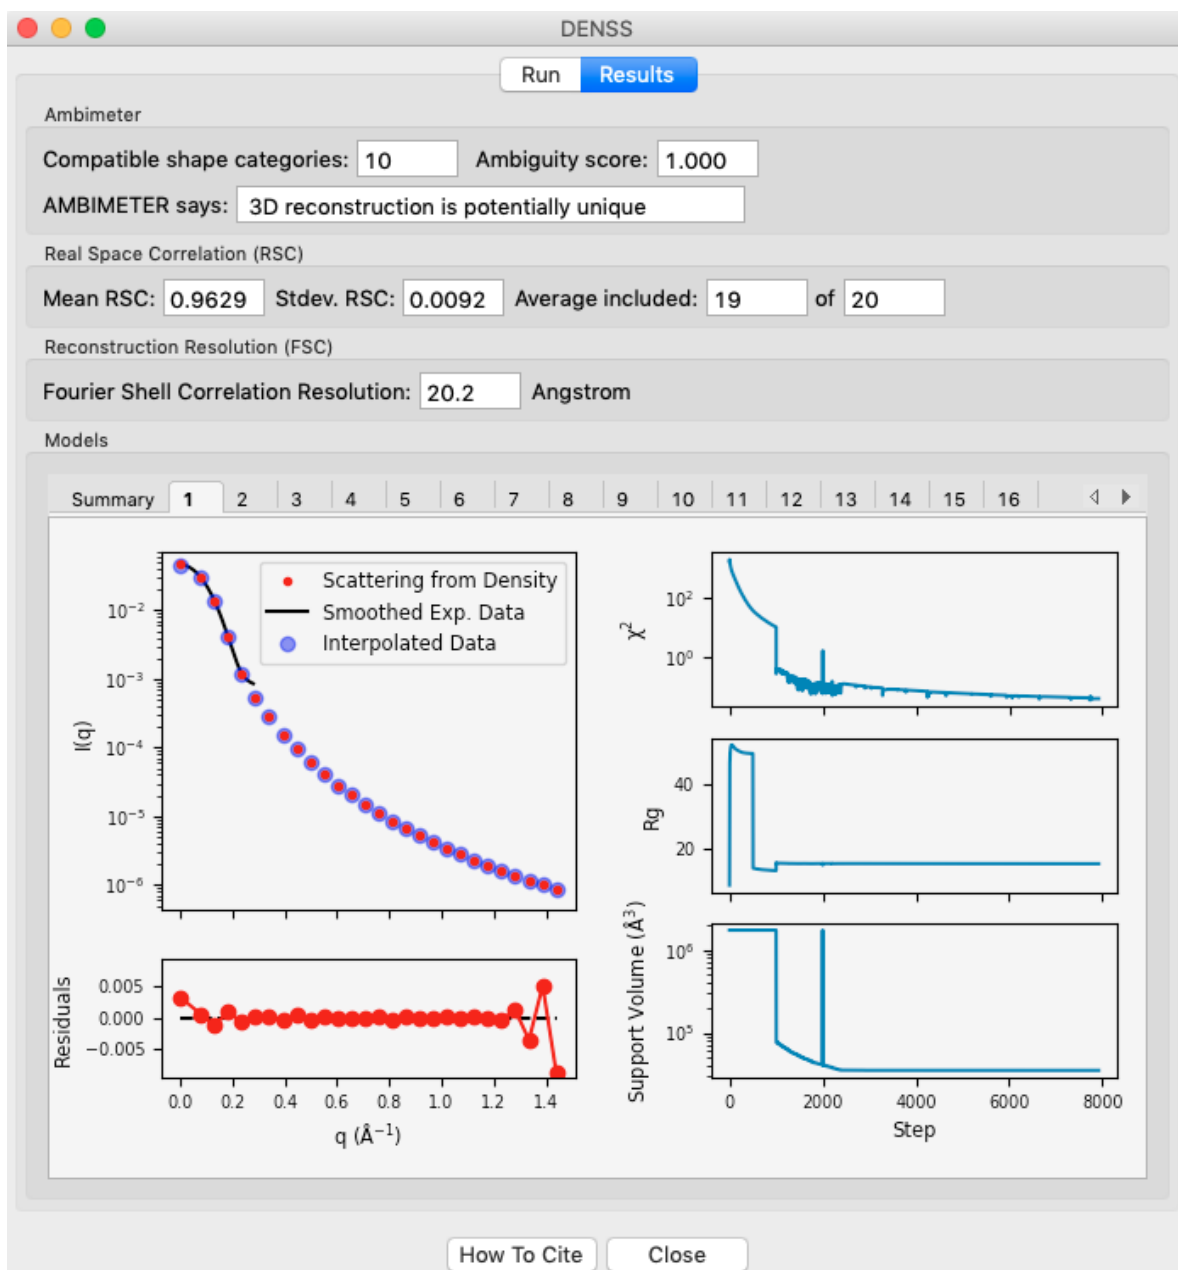 DENSS
Run Results
Ambimeter
Compatible shape categories: 10 Ambiguity score: 1.000
AMBIMETER says: 3D reconstruction is potentially unique
Real Space Correlation (RSC)
Mean RSC: 0.9629 Stdev. RSC: 0.0092 Average included: 19 of 20
Reconstruction Resolution (FSC)
Fourier Shell Correlation Resolution: 20.2 Angstrom
Models
Summary 1 2 3 4 5 6 7 8 9 10 11 12 13 14 15 16
Scattering from Density
Smoothed Exp. Data
Interpolated Data
I(q)
10⁻²
10⁻³
10⁻⁴
10⁻⁵
10⁻⁶
Residuals
0.005
0.000
−0.005
0.0 0.2 0.4 0.6 0.8 1.0 1.2 1.4
q (Å⁻¹)
χ²
10²
10⁰
Rg
40
20
Support Volume (Å³)
10⁶
10⁵
0 2000 4000 6000 8000
Step
How To Cite Close